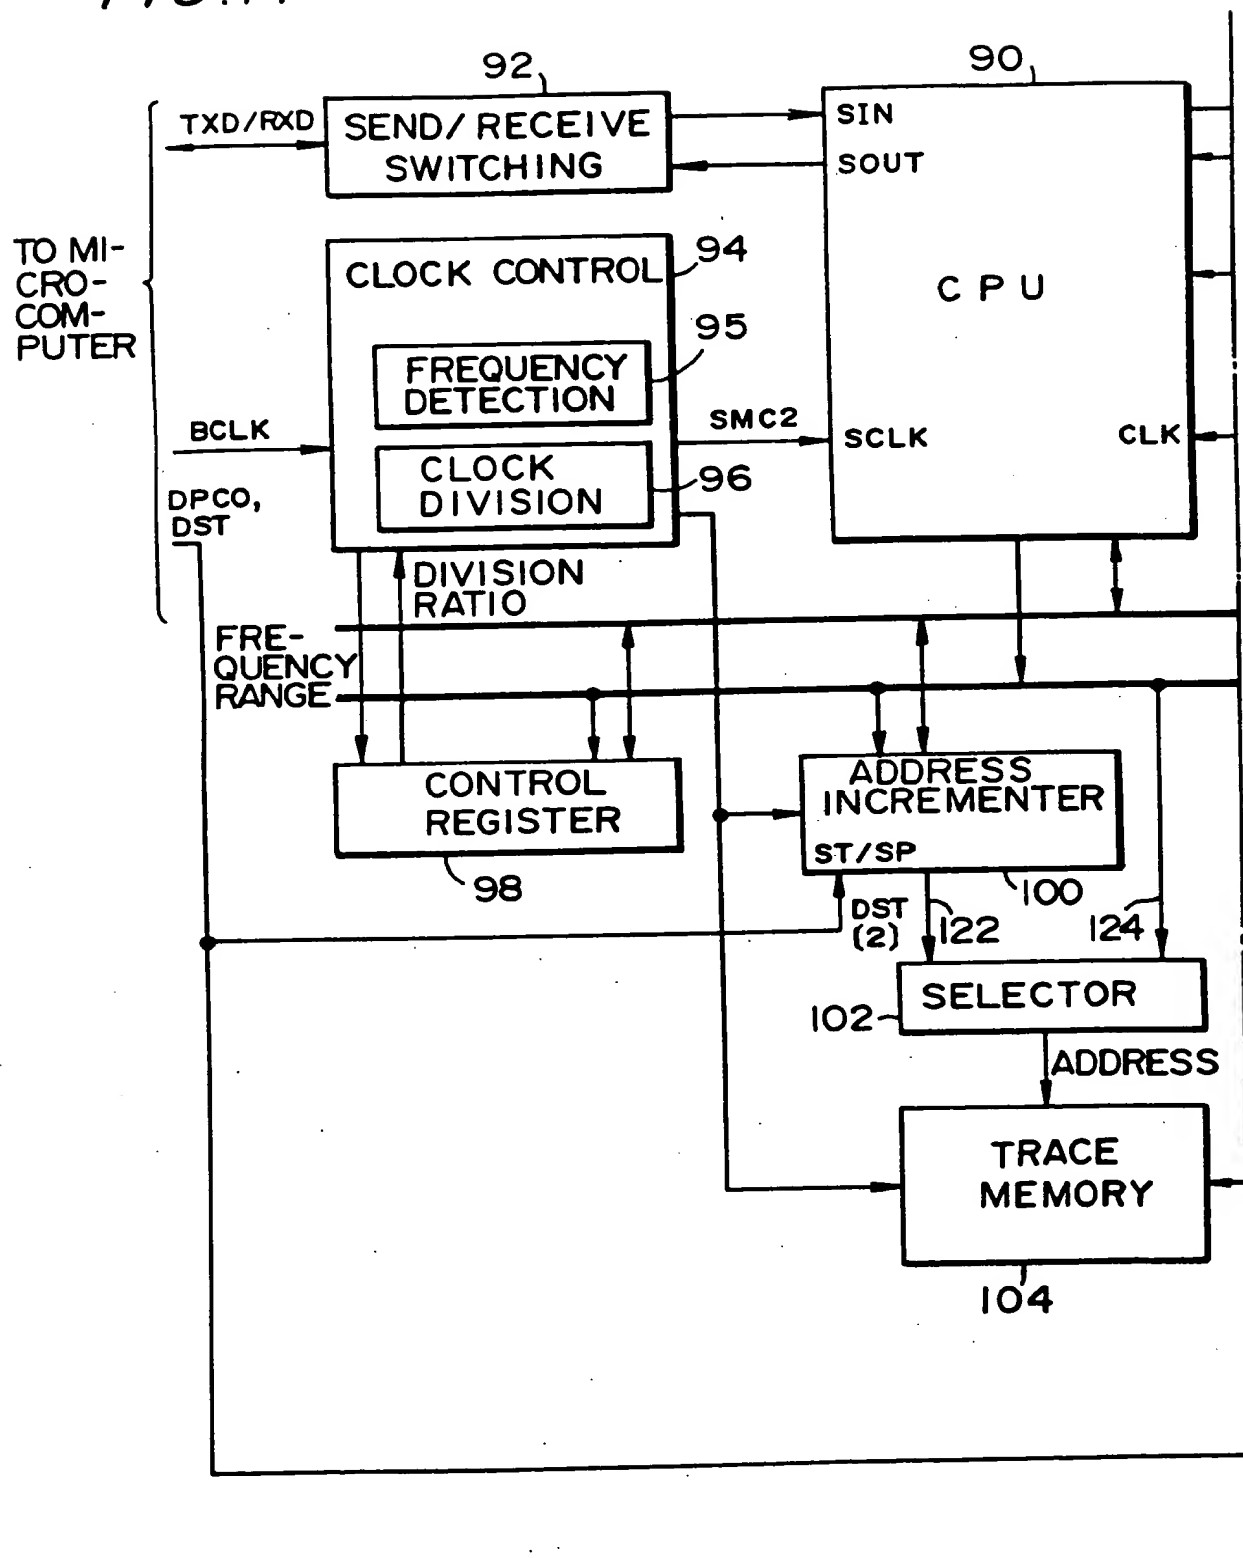 92
90
TXD/RXD
SEND/RECEIVE
SWITCHING
SIN
SOUT
TO MI-
CRO-
COM-
PUTER
94
CLOCK CONTROL
CPU
95
FREQUENCY
DETECTION
BCLK
SMC2
SCLK
CLK
CLOCK
DIVISION
96
DPCO,
DST
DIVISION
RATIO
FRE-
QUENCY
RANGE
CONTROL
REGISTER
98
ADDRESS
INCREMENTER
ST/SP
100
DST
(2)
122
124
SELECTOR
102
ADDRESS
TRACE
MEMORY
104